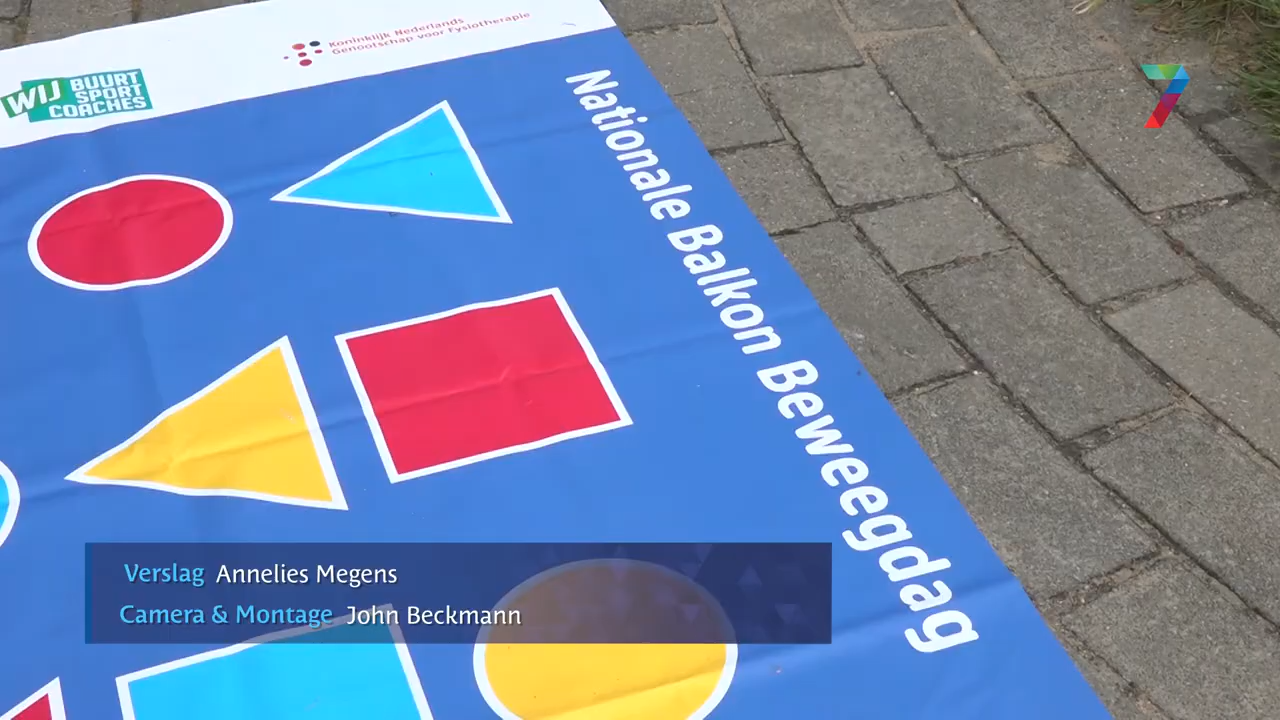 Koninklijk Nederlands
Genootschap voor Fysiotherapie
WIJ BUURT
SPORT
COACHES
7
Nationale Balkon Beweegdag
Verslag Annelies Megens
Camera & Montage John Beckmann